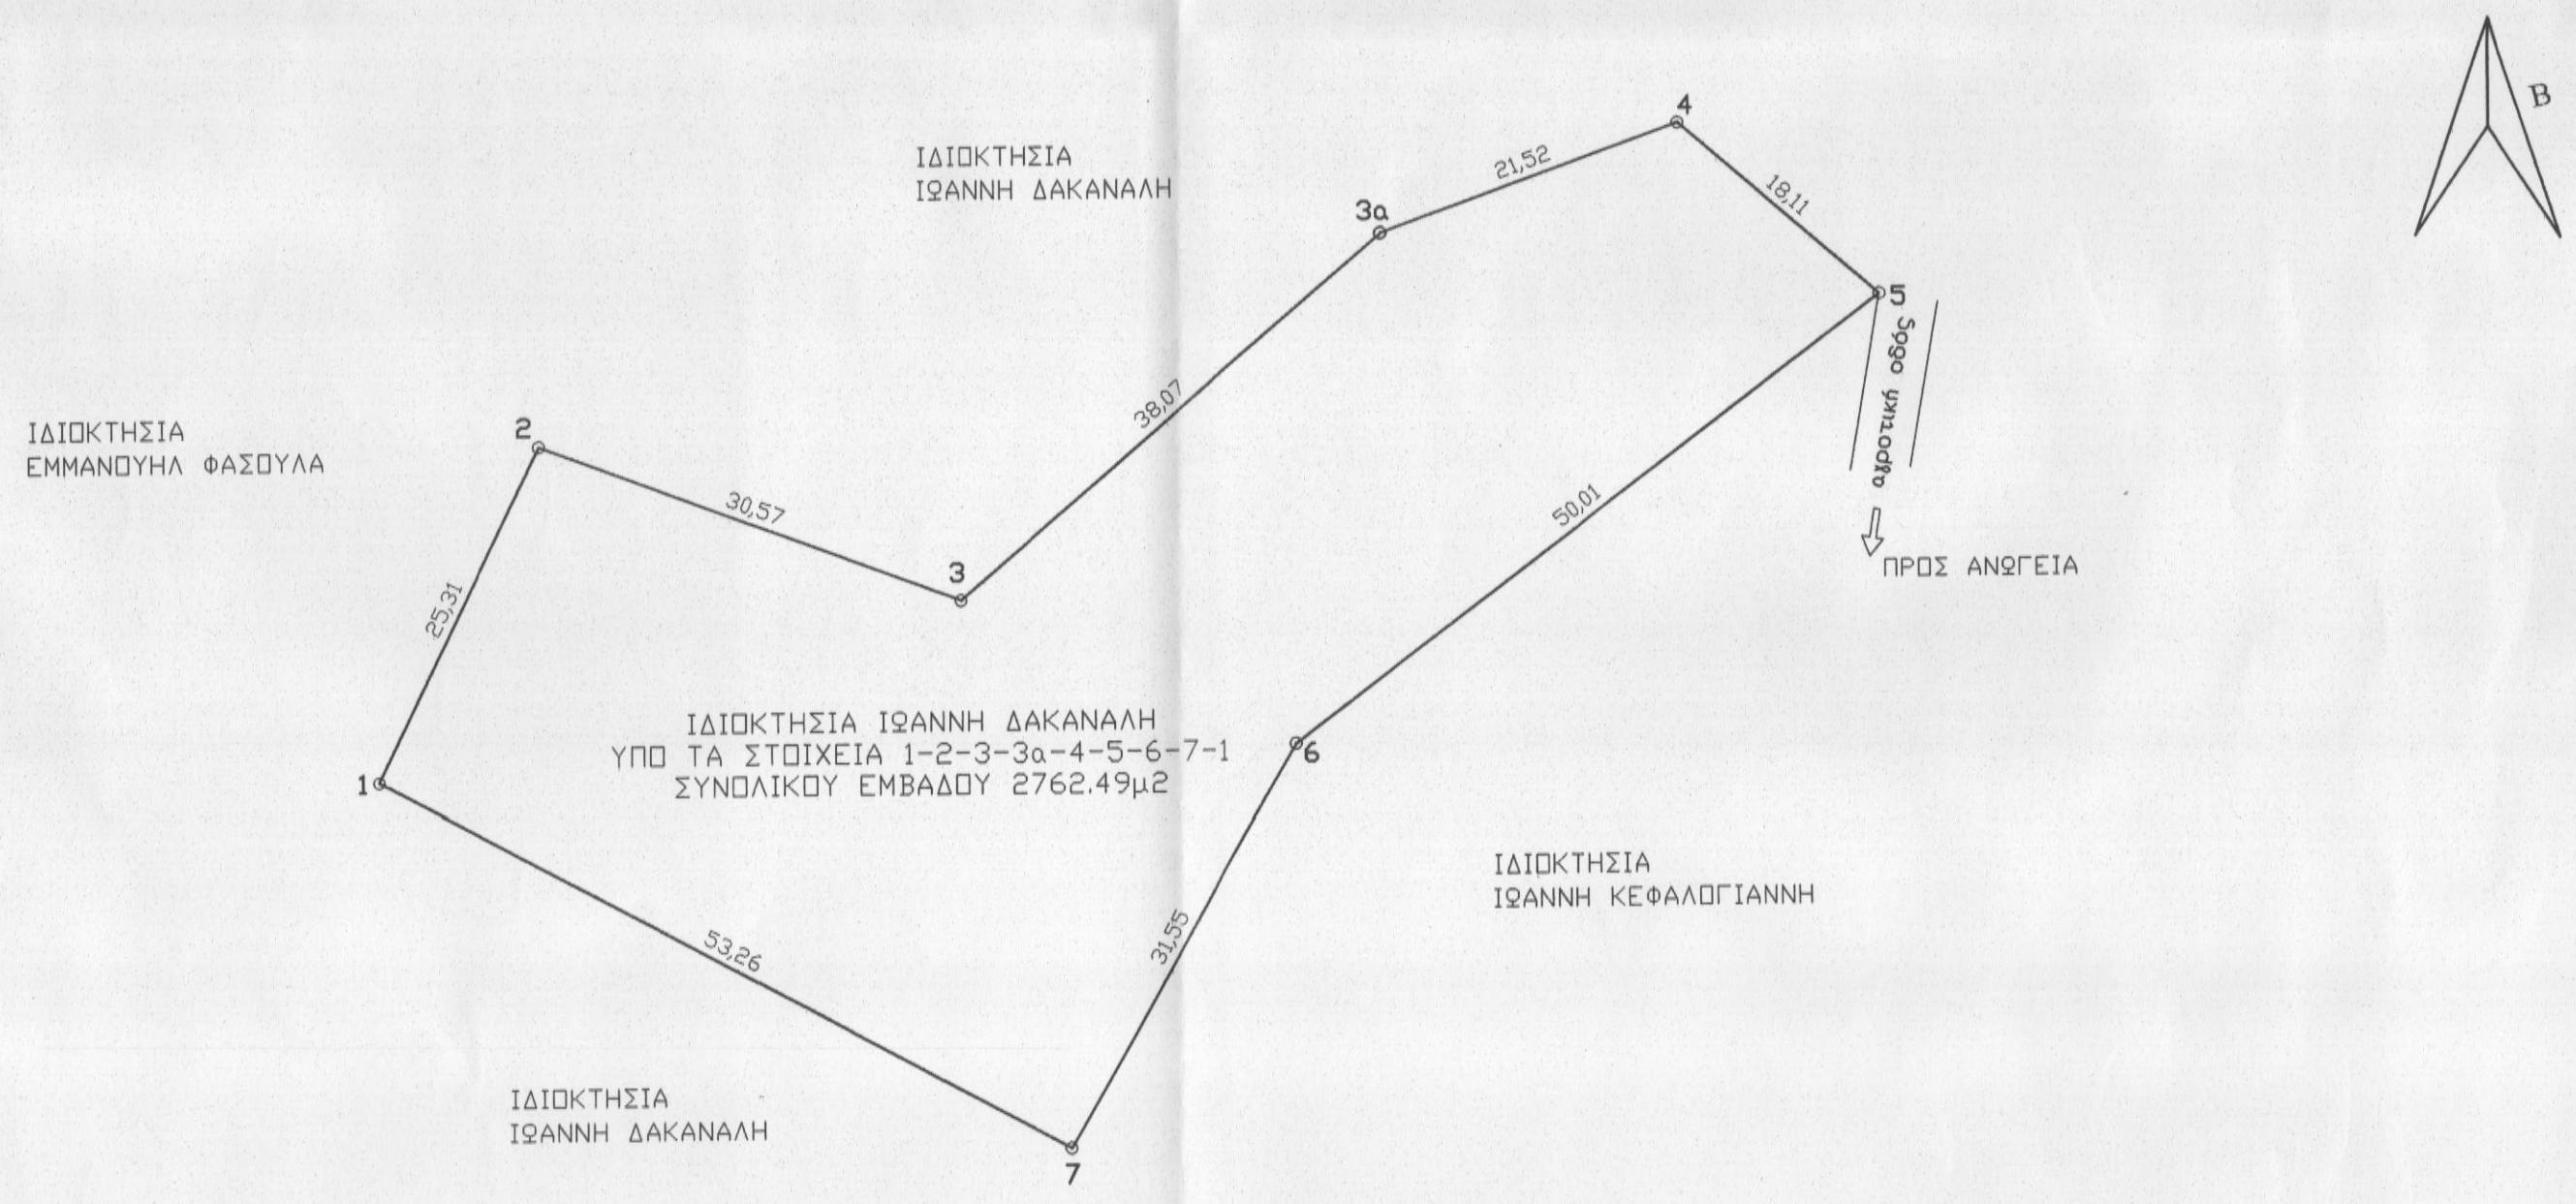 Β
4
21,52
18,11
ΙΔΙΟΚΤΗΣΙΑ
ΙΩΑΝΝΗ ΔΑΚΑΝΑΛΗ
3α
5
αγροτικη οδος
38,07
2
ΙΔΙΟΚΤΗΣΙΑ
ΕΜΜΑΝΟΥΗΛ ΦΑΣΟΥΛΑ
30,57
50,01
3
ΠΡΟΣ ΑΝΩΓΕΙΑ
25,31
ΙΔΙΟΚΤΗΣΙΑ ΙΩΑΝΝΗ ΔΑΚΑΝΑΛΗ
ΥΠΟ ΤΑ ΣΤΟΙΧΕΙΑ 1-2-3-3α-4-5-6-7-1
ΣΥΝΟΛΙΚΟΥ ΕΜΒΑΔΟΥ 2762.49μ2
6
1
ΙΔΙΟΚΤΗΣΙΑ
ΙΩΑΝΝΗ ΚΕΦΑΛΟΓΙΑΝΝΗ
53,26
31,55
ΙΔΙΟΚΤΗΣΙΑ
ΙΩΑΝΝΗ ΔΑΚΑΝΑΛΗ
7